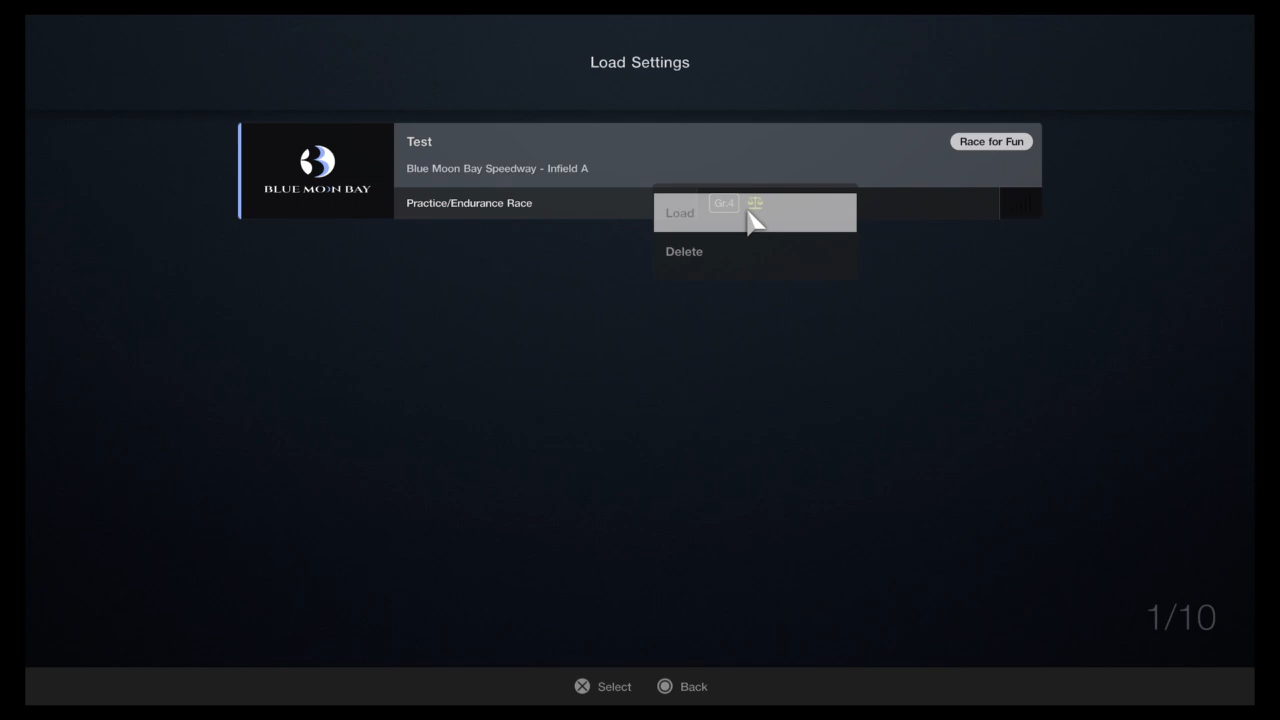 Load Settings
Test
Race for Fun
BLUE MOON BAY
Blue Moon Bay Speedway - Infield A
Practice/Endurance Race
Gr.4
Load
Delete
1/10
Select
Back